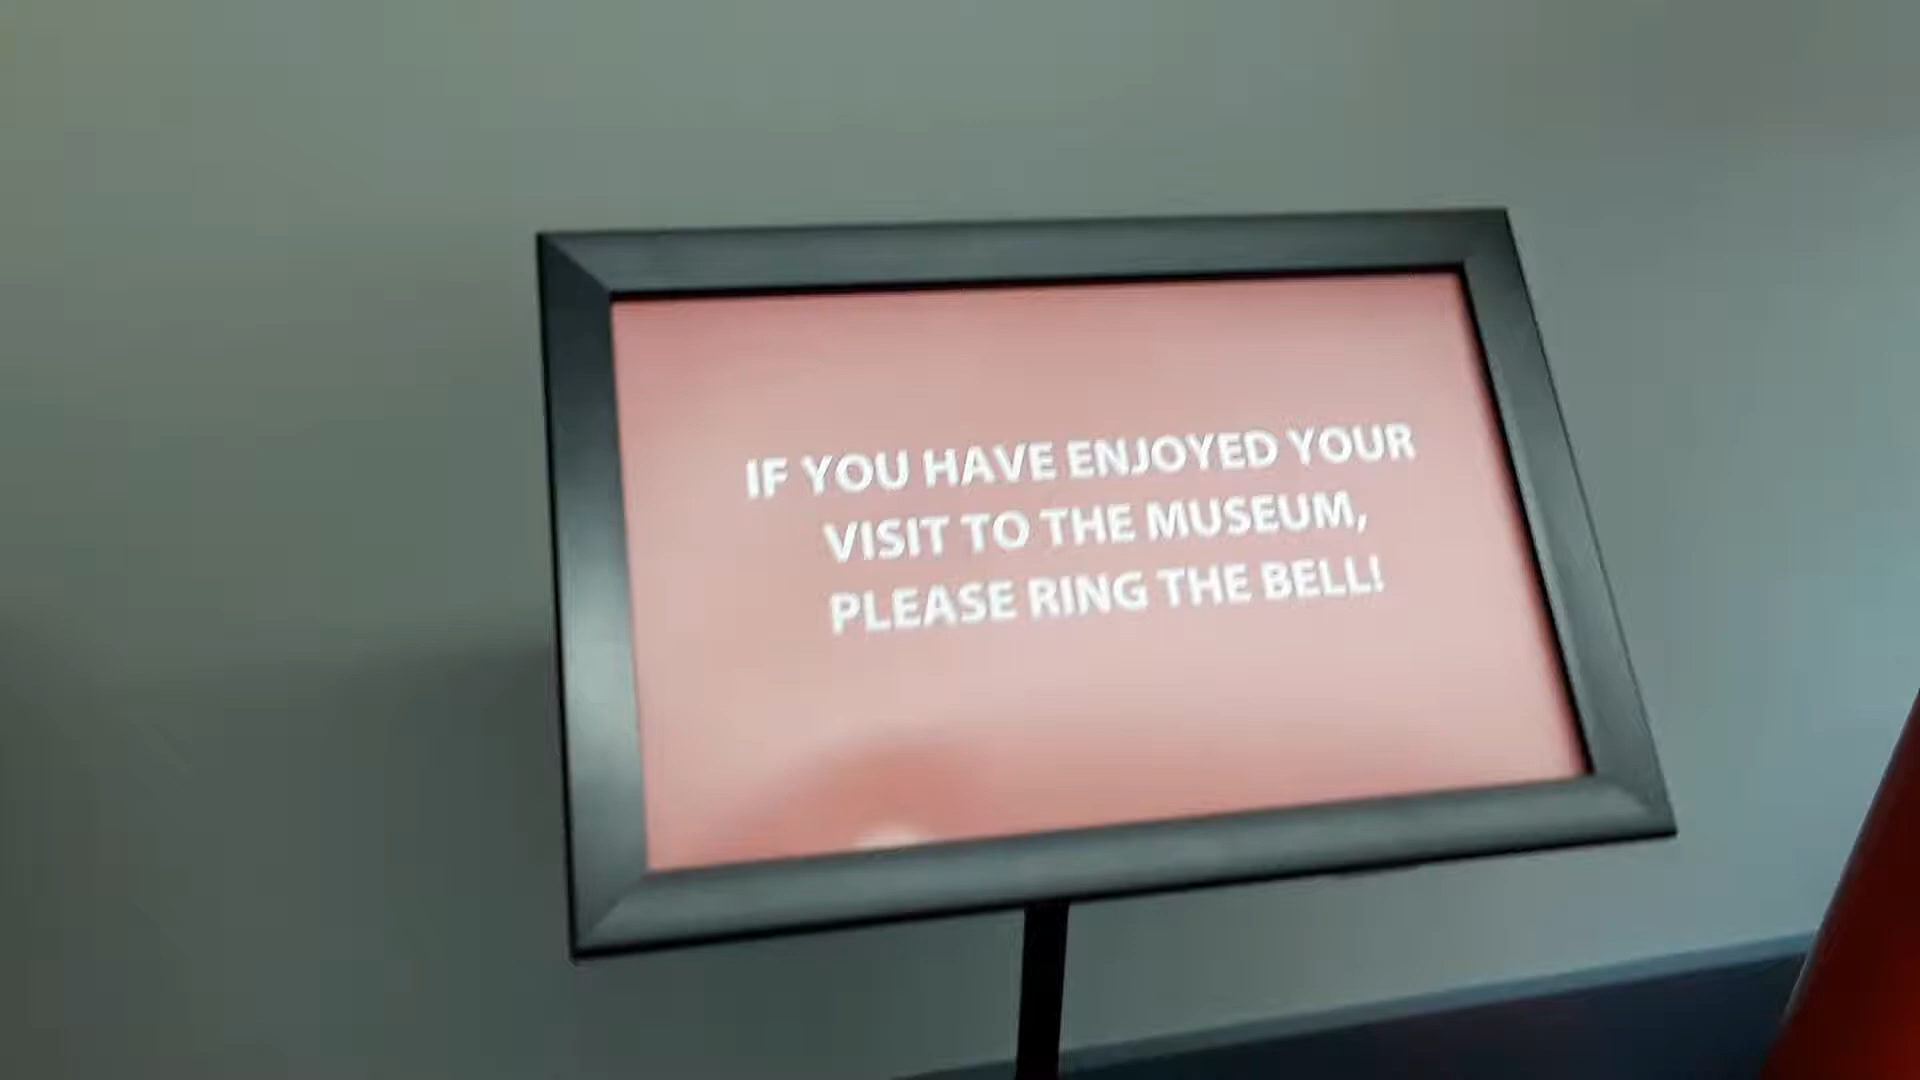 IF YOU HAVE ENJOYED YOUR
VISIT TO THE MUSEUM,
PLEASE RING THE BELL!